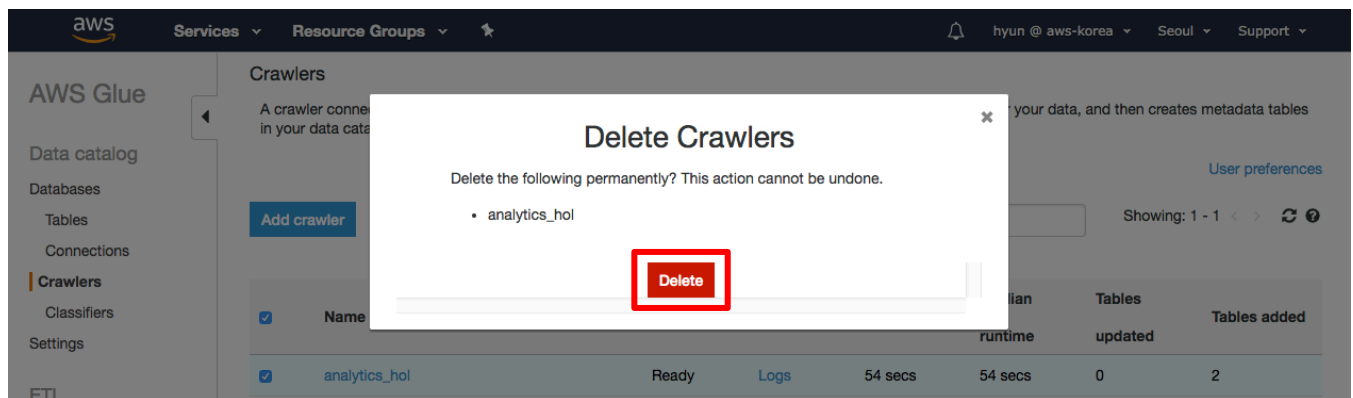 aws
Services
Resource Groups
hyun @ aws-korea
Seoul
Support
AWS Glue
Data catalog
Databases
Tables
Connections
Crawlers
Classifiers
Settings
ETL
Crawlers
A crawler conne
your data, and then creates metadata tables
in your data cata
User preferences
Add crawler
Showing: 1 - 1 < >
Delete Crawlers
Delete the following permanently? This action cannot be undone.
• analytics_hol
Delete
Name
runtime
Tables
updated
Tables added
analytics_hol
Ready
Logs
54 secs
54 secs
0
2